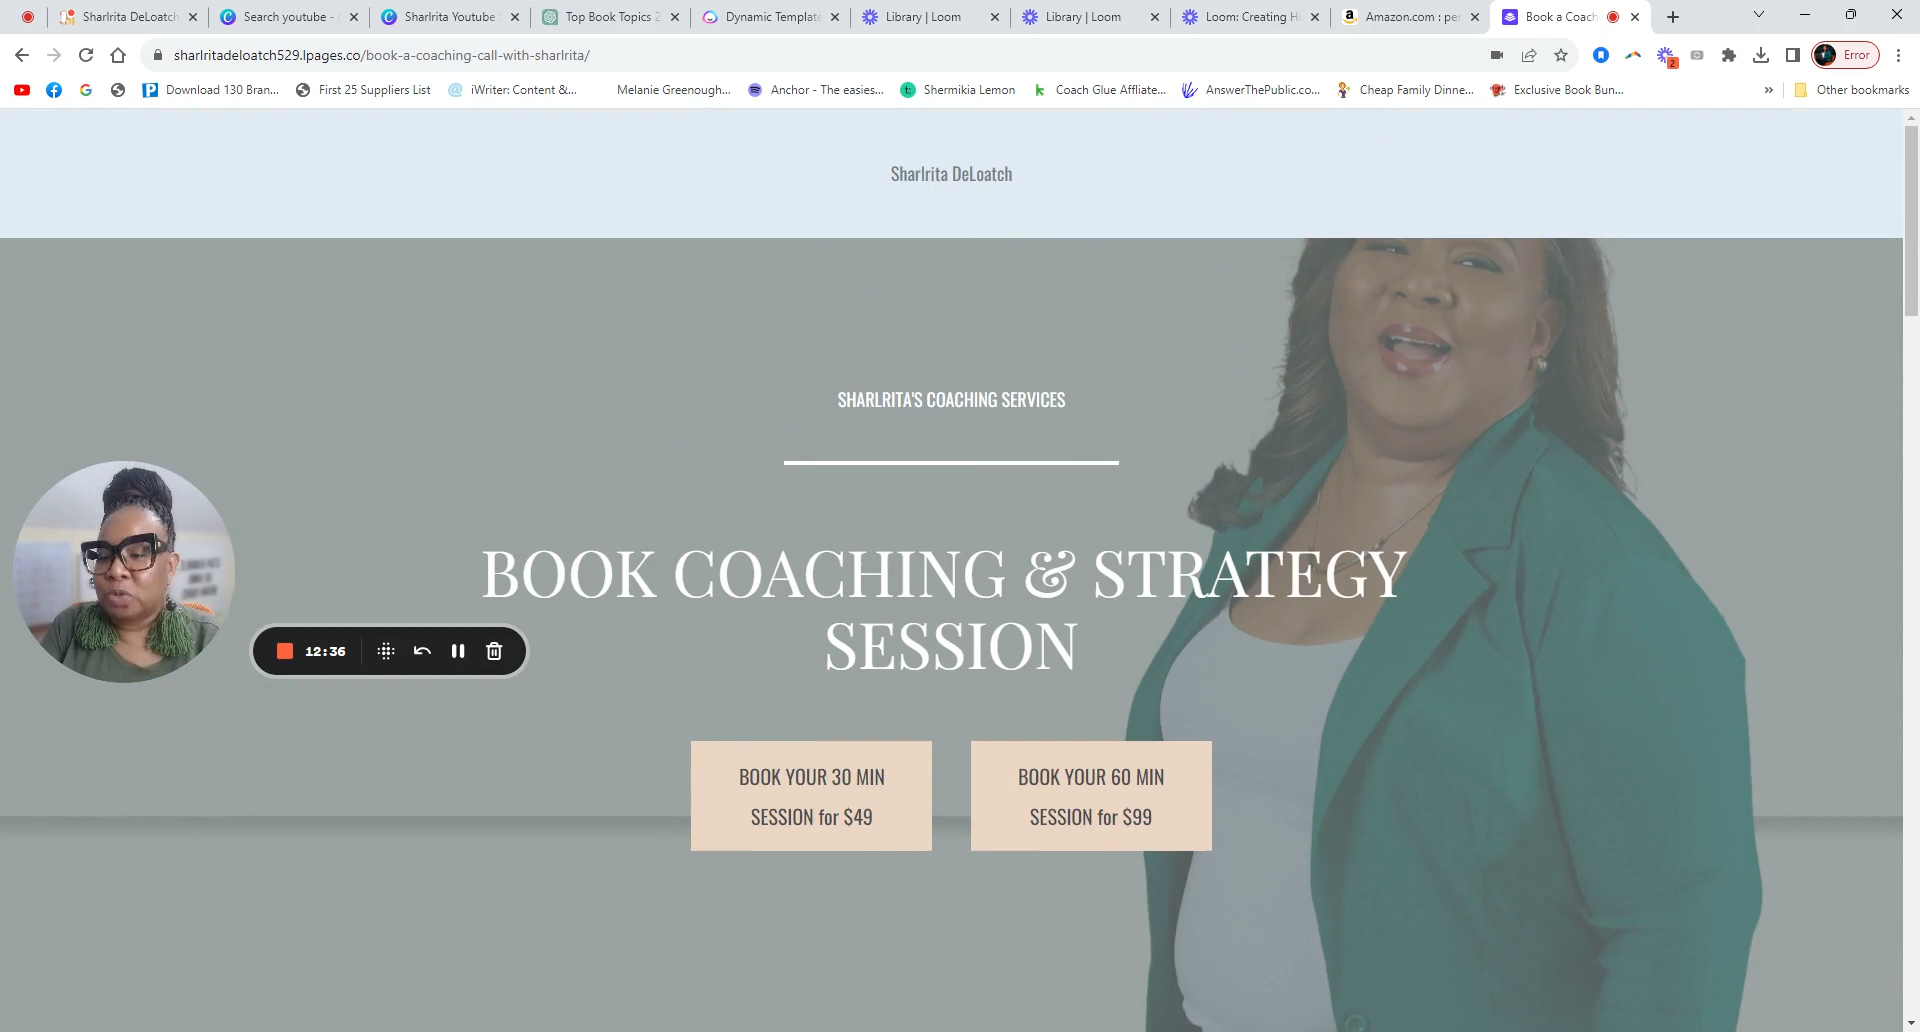 Sharlrita DeLoatch
Search youtube -
Sharlrita Youtube
Top Book Topics 2
Dynamic Template
Library | Loom
Library | Loom
Loom: Creating H
Amazon.com : pe
Book a Coach
sharlritadeloatch529.lpages.co/book-a-coaching-call-with-sharlrita/
2
Error
Download 130 Bran...
First 25 Suppliers List
iWriter: Content &...
Melanie Greenough...
Anchor - The easies...
Shermikia Lemon
Coach Glue Affliate...
AnswerThePublic.co...
Cheap Family Dinne...
Exclusive Book Bun...
»
Other bookmarks
Sharlrita DeLoatch
SHARLRITA'S COACHING SERVICES
BOOK COACHING & STRATEGY
SESSION
12:36
BOOK YOUR 30 MIN
SESSION for $49
BOOK YOUR 60 MIN
SESSION for $99